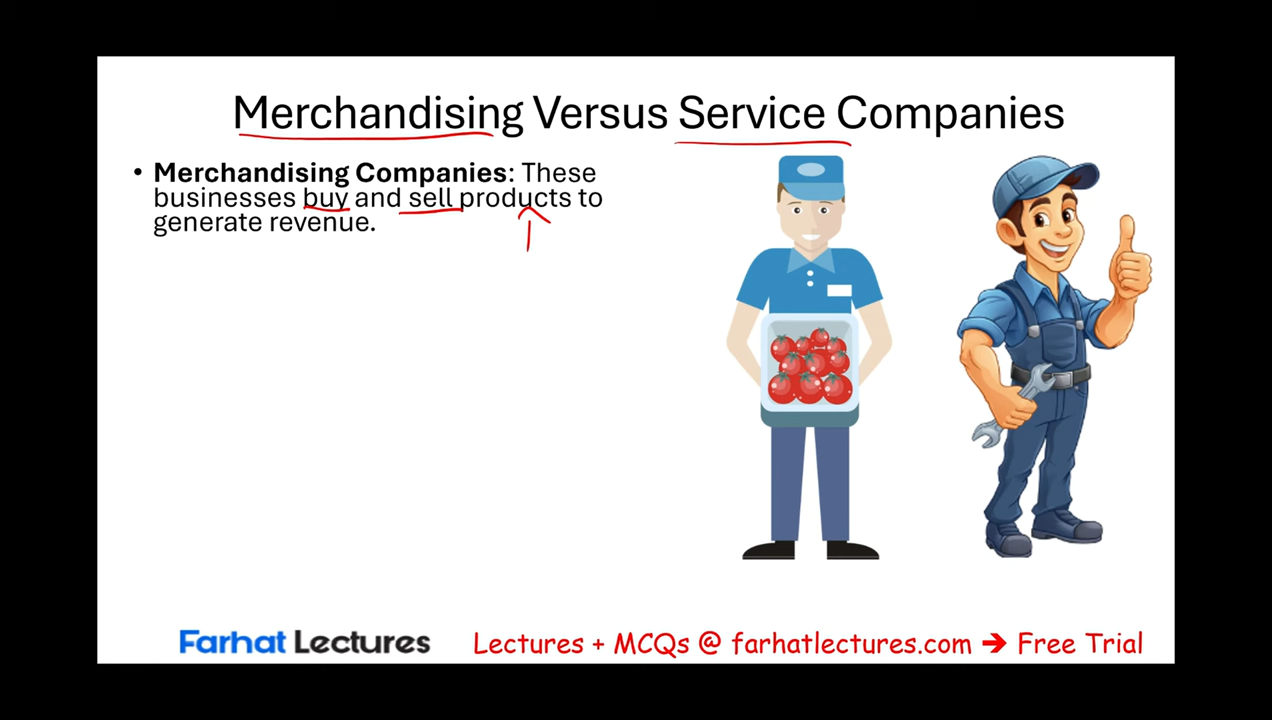 Merchandising Versus Service Companies
• Merchandising Companies: These
businesses buy and sell products to
generate revenue.
Farhat Lectures
Lectures + MCQs @ farhatlectures.com → Free Trial